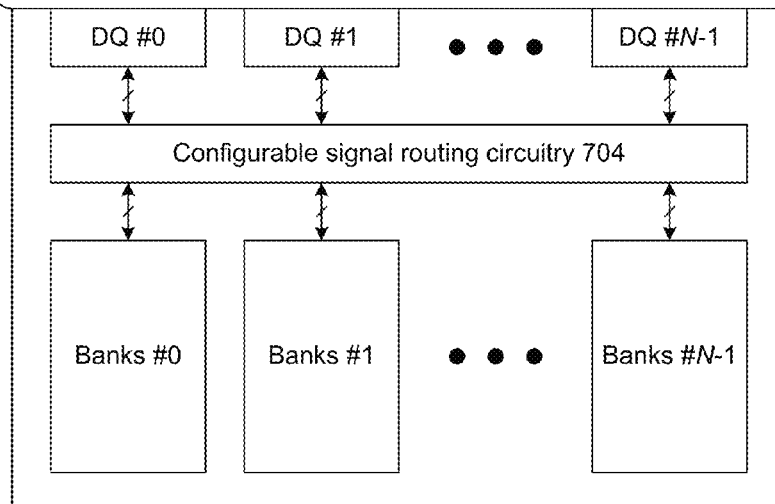 DQ #0 DQ #1 DQ #N-1
Configurable signal routing circuitry 704
Banks #0 Banks #1 Banks #N-1